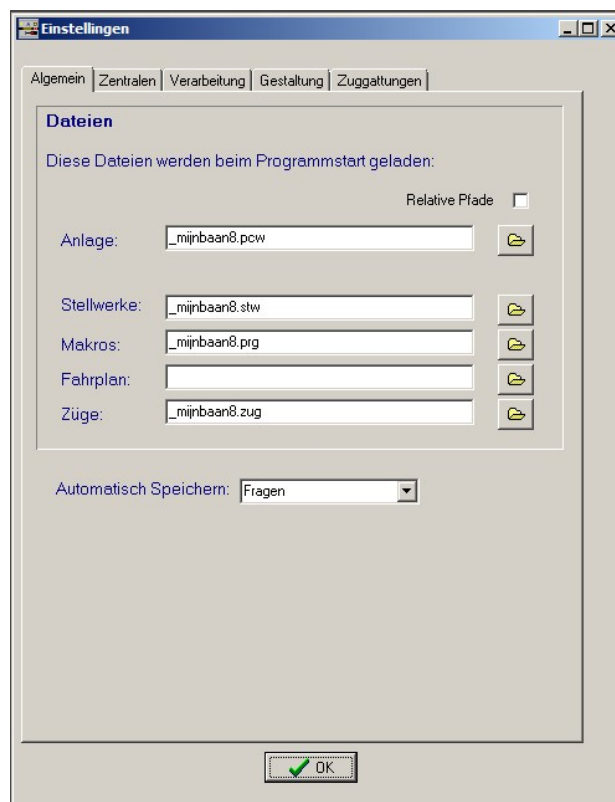 Einstellingen
Algemein Zentralen Verarbeitung Gestaltung Zuggattungen
Dateien
Diese Dateien werden beim Programmstart geladen:
Relative Pfade
Anlage: _mijnbaan8.pcw
Stellwerke: _mijnbaan8.stw
Makros: _mijnbaan8.prg
Fahrplan:
Züge: _mijnbaan8.zug
Automatisch Speichern: Fragen
OK